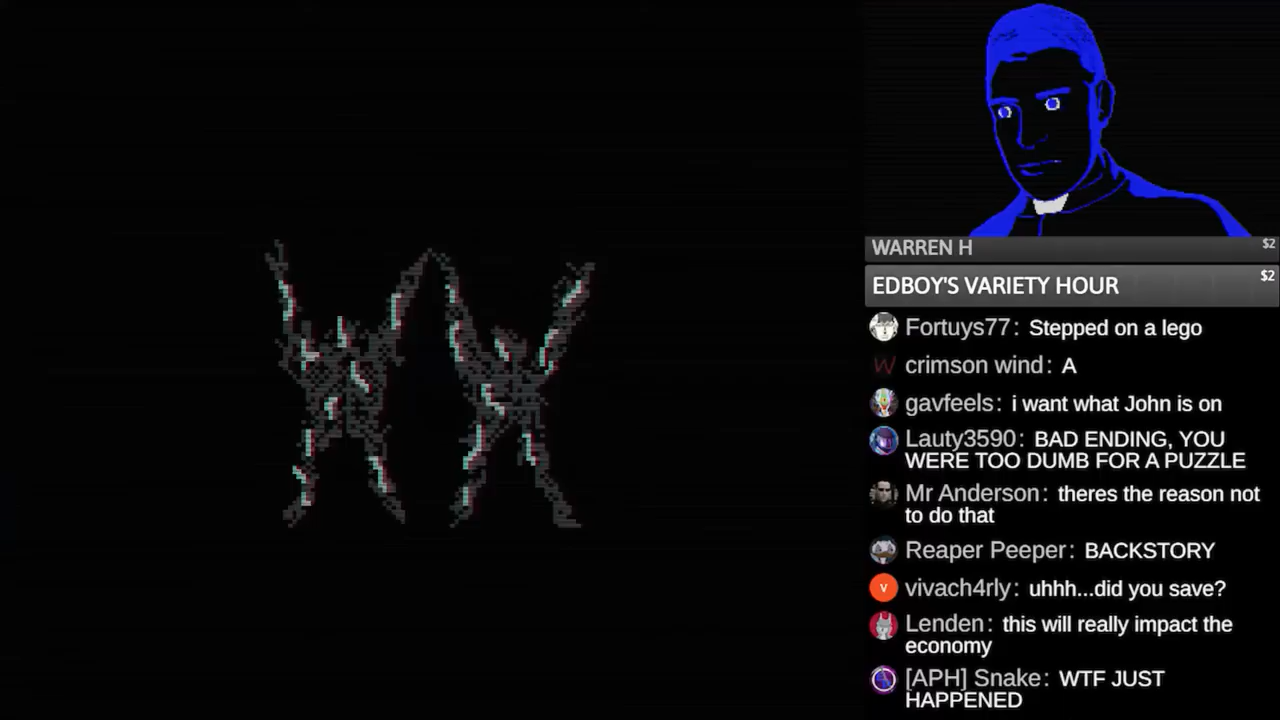 WARREN H $2
EDBOY'S VARIETY HOUR $2
Fortuys77: Stepped on a lego
W crimson wind: A
gavfeels: i want what John is on
Lauty3590: BAD ENDING, YOU
WERE TOO DUMB FOR A PUZZLE
Mr Anderson: theres the reason not
to do that
Reaper Peeper: BACKSTORY
V vivach4rly: uhhh...did you save?
Lenden: this will really impact the
economy
[APH] Snake: WTF JUST
HAPPENED